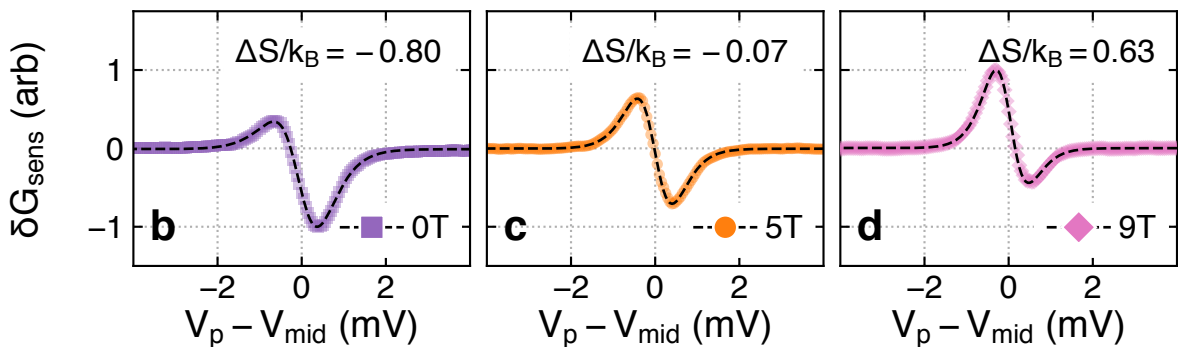 ΔS/k_B = −0.80
ΔS/k_B = −0.07
ΔS/k_B = 0.63
δG_sens (arb)
1
0
−1
b
0T
c
5T
d
9T
−2 0 2
−2 0 2
−2 0 2
V_p − V_mid (mV)
V_p − V_mid (mV)
V_p − V_mid (mV)